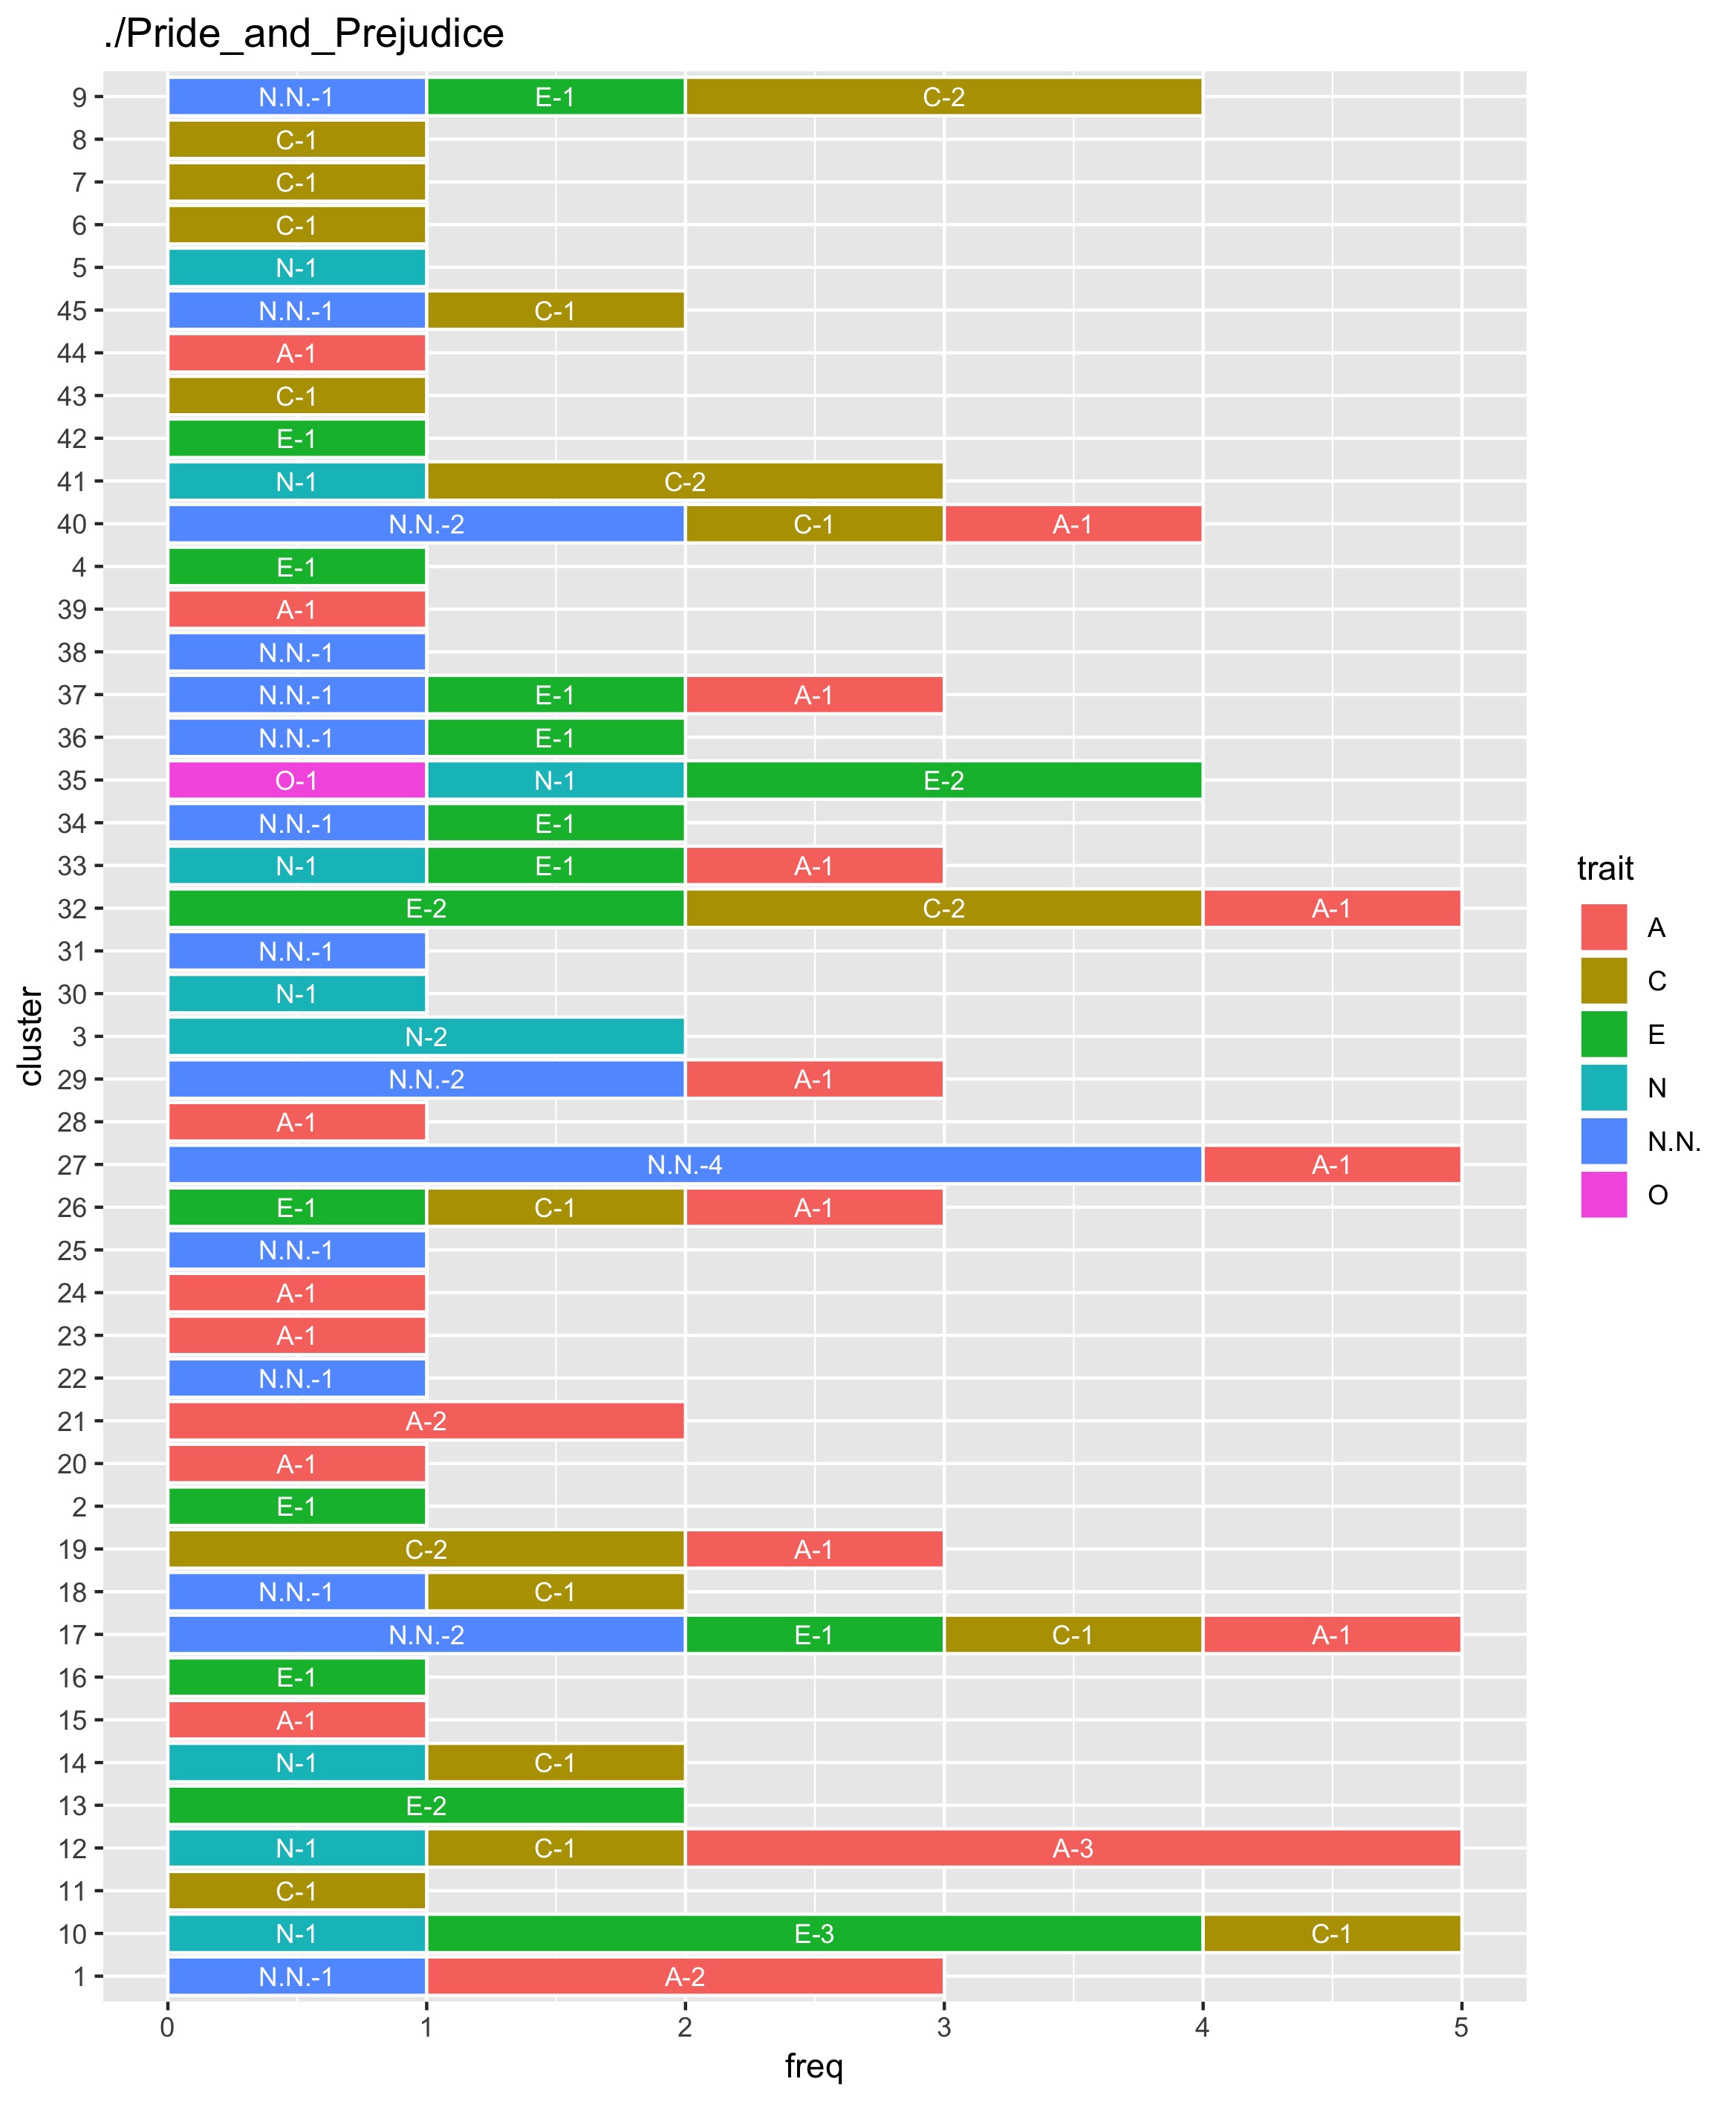 ./Pride_and_Prejudice
9 N.N.-1 E-1 C-2
8 C-1
7 C-1
6 C-1
5 N-1
45 N.N.-1 C-1
44 A-1
43 C-1
42 E-1
41 N-1 C-2
40 N.N.-2 C-1 A-1
4 E-1
39 A-1
38 N.N.-1
37 N.N.-1 E-1 A-1
36 N.N.-1 E-1
35 O-1 N-1 E-2
34 N.N.-1 E-1
33 N-1 E-1 A-1
32 E-2 C-2 A-1
31 N.N.-1
30 N-1
3 N-2
29 N.N.-2 A-1
28 A-1
27 N.N.-4 A-1
26 E-1 C-1 A-1
25 N.N.-1
24 A-1
23 A-1
22 N.N.-1
21 A-2
20 A-1
2 E-1
19 C-2 A-1
18 N.N.-1 C-1
17 N.N.-2 E-1 C-1 A-1
16 E-1
15 A-1
14 N-1 C-1
13 E-2
12 N-1 C-1 A-3
11 C-1
10 N-1 E-3 C-1
1 N.N.-1 A-2
0 1 2 3 4 5
freq
cluster
trait
A
C
E
N
N.N.
O